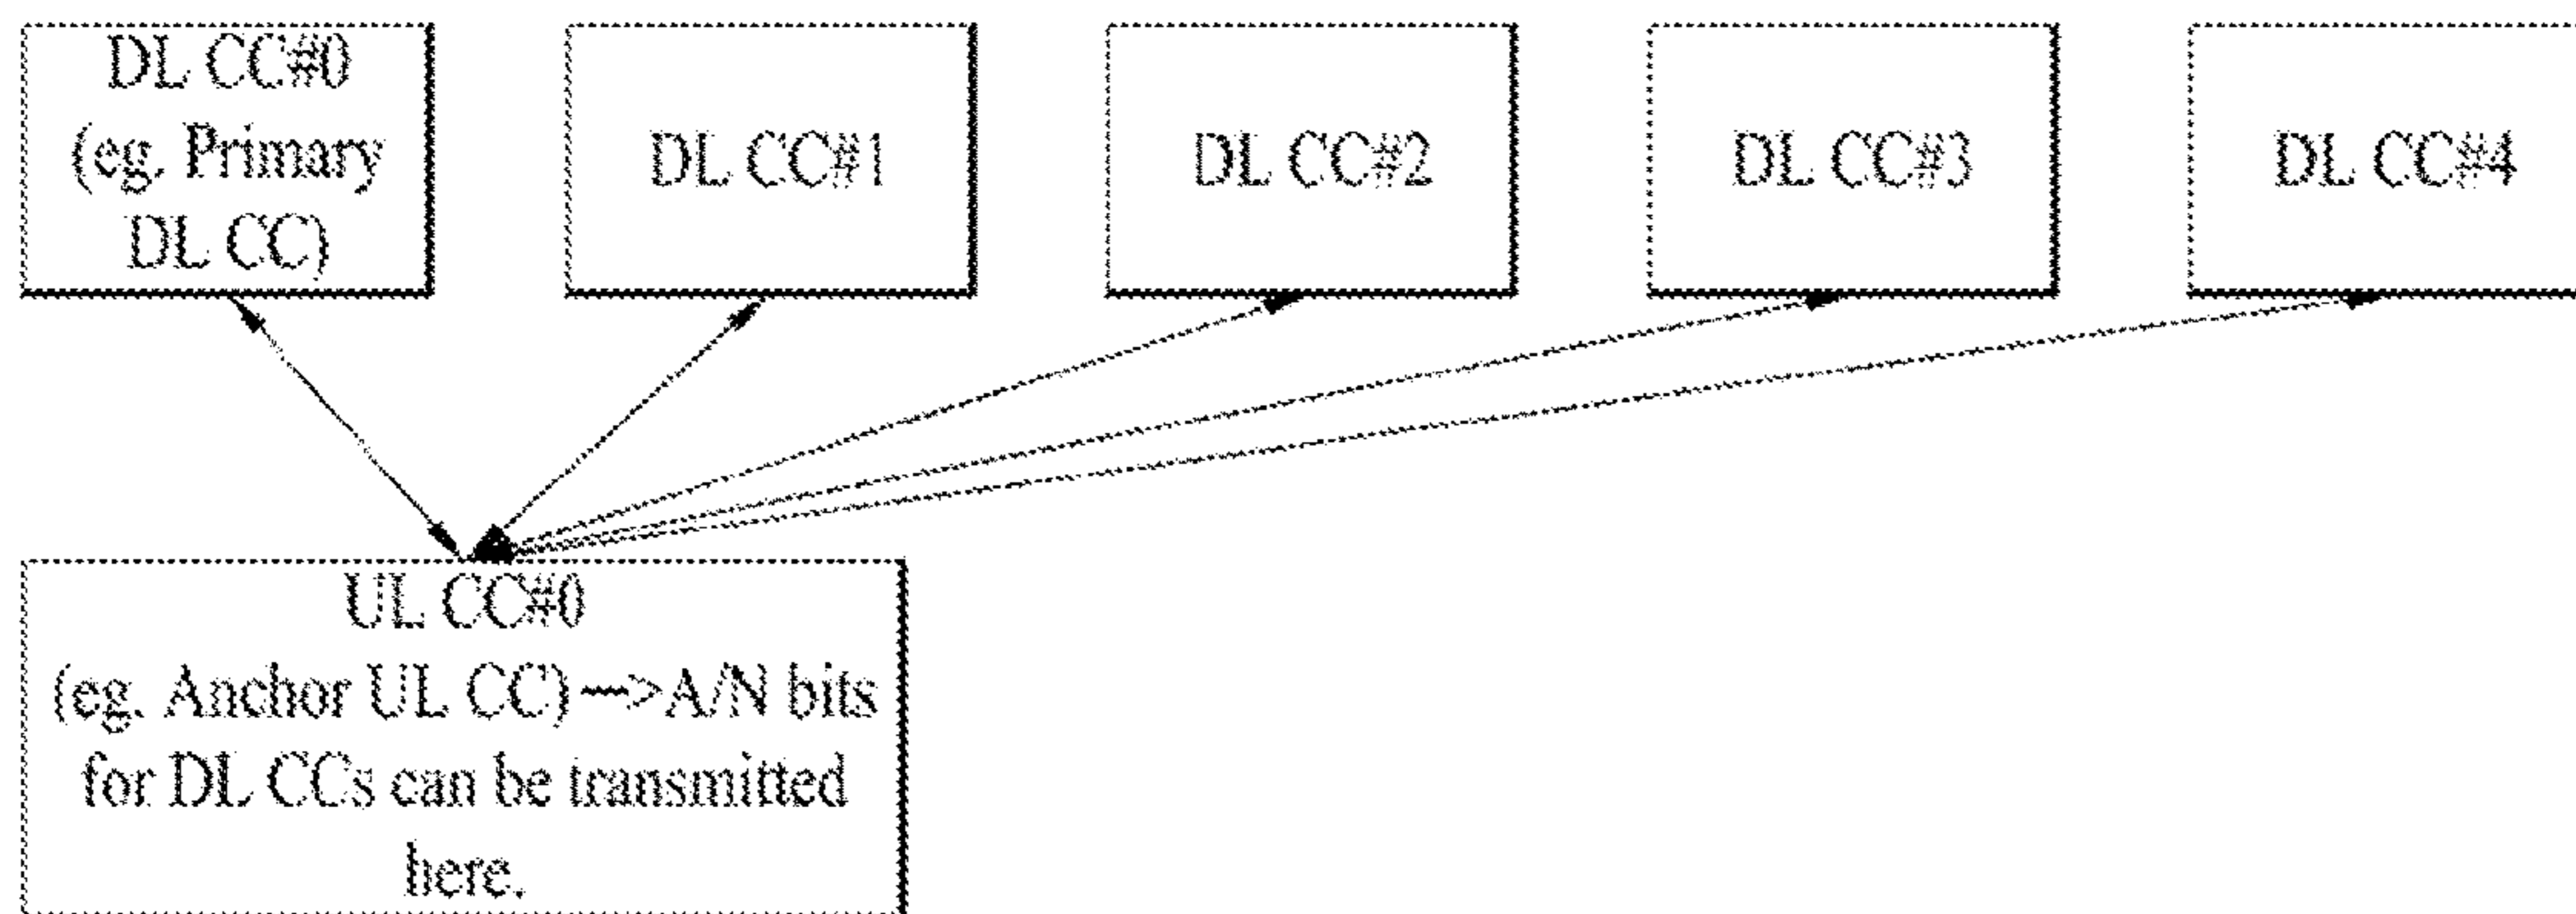 DL CC#0
(eg. Primary
DL CC)
DL CC#1
DL CC#2
DL CC#3
DL CC#4
UL CC#0
(eg. Anchor UL CC)--->A/N bits
for DL CCs can be transmitted
here.